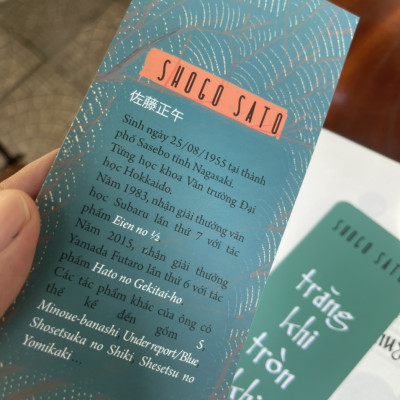 SHOGO SATO
佐藤正午
Sinh ngày 25/08/1955 tại thành
phố Sasebo tỉnh Nagasaki.
Từng học khoa Văn trường Đại
học Hokkaido.
Năm 1983, nhận giải thưởng văn
học Subaru lần thứ 7 với tác
phẩm Eien no ½
Năm 2015, nhận giải thưởng
Yamada Futaro lần thứ 6 với tác
phẩm Hato no Gekitai-ho
Các tác phẩm khác của ông có
thể kể đến gồm 5,
Minoue-banashi Under report/Blue,
Shosetsuka no Shiki Shesetsu no
Yomikaki...
SHOGO SATO
trăng
khi
tròn